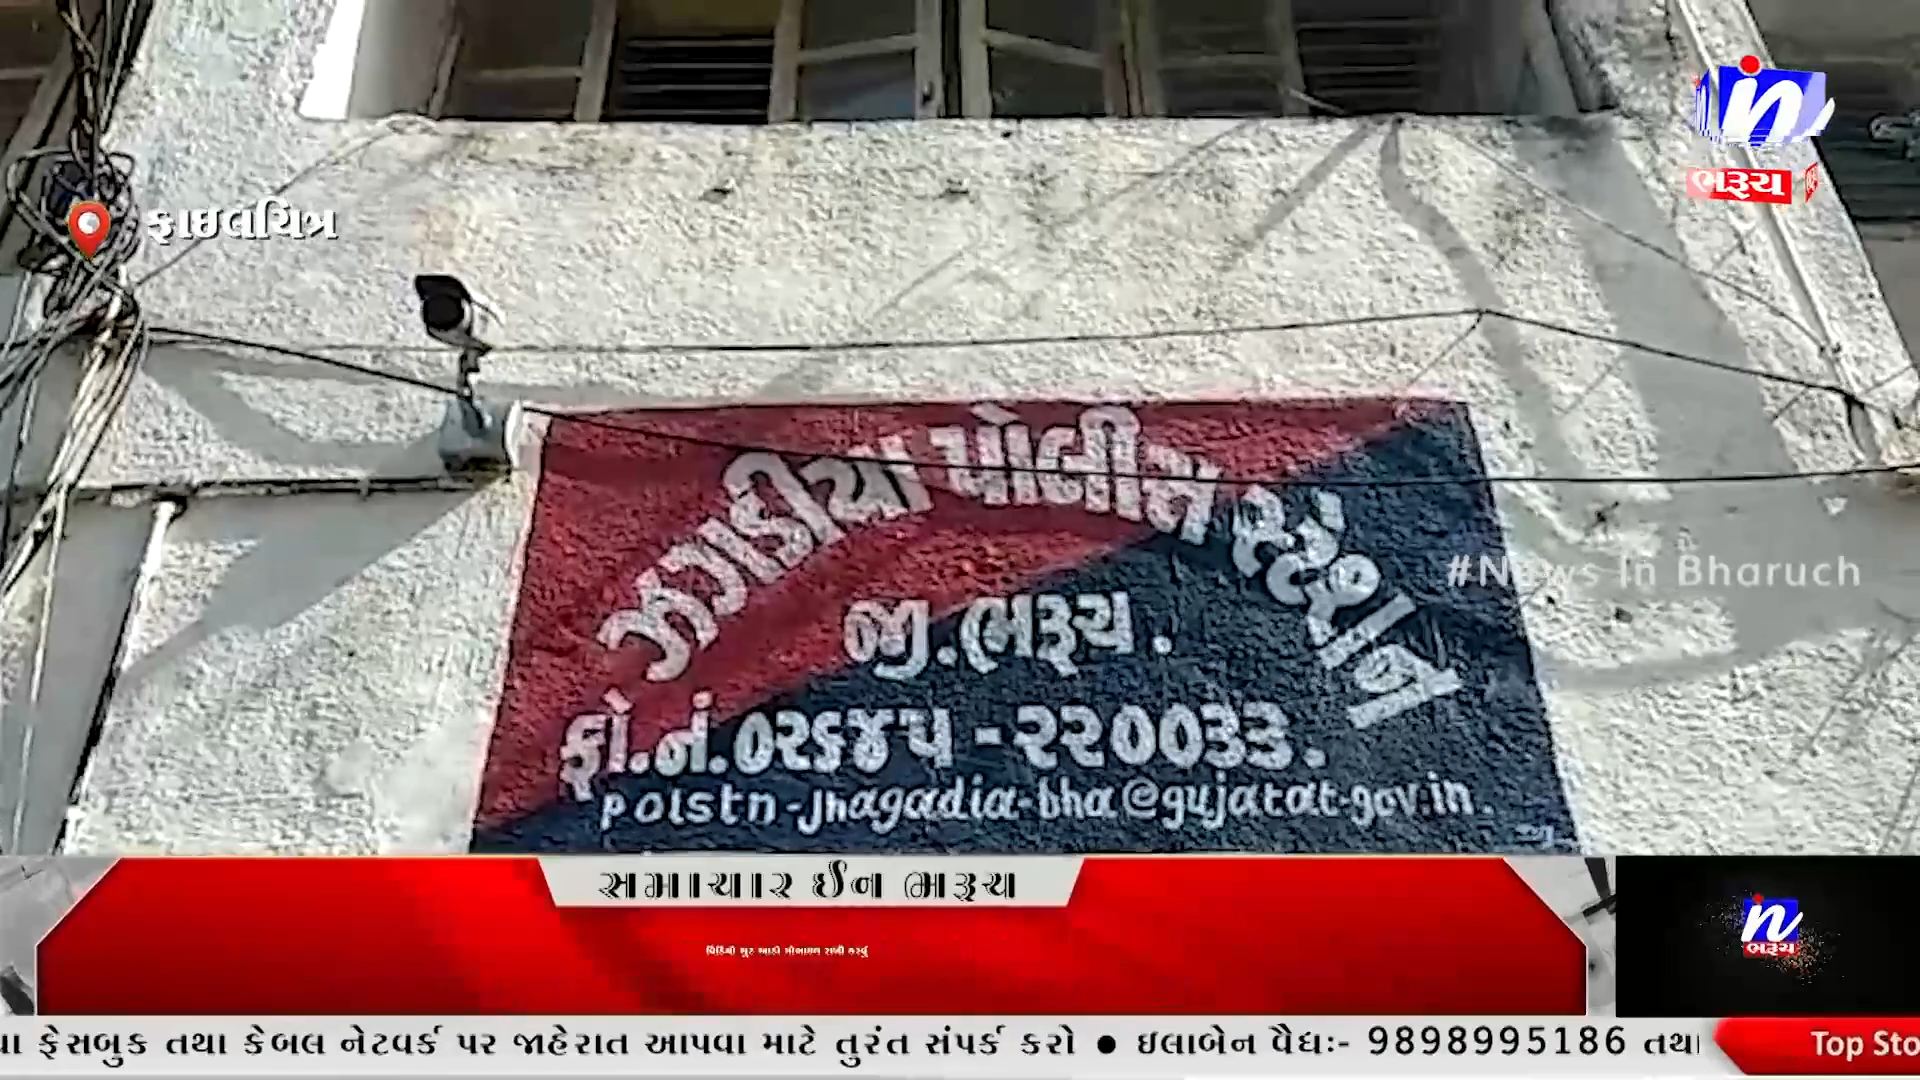 ભરૂચ
ફાઇલચિત્ર
ઝગડીયા પોલીસ સ્ટેશન
#News In Bharuch
જી.ભરૂચ.
ફો.નં.૦૨૬૪૫-૨૨૦૦૩૩.
polstn-jhagadia-bha@gujatat-gov.in.
સમાચાર ઈન ભરૂચ
ભરૂચ
ફેસબુક તથા કેબલ નેટવર્ક પર જાહેરાત આપવા માટે તુરંત સંપર્ક કરો ● ઇલાબેન વૈદ્યઃ- 9898995186 તથા
Top Sto